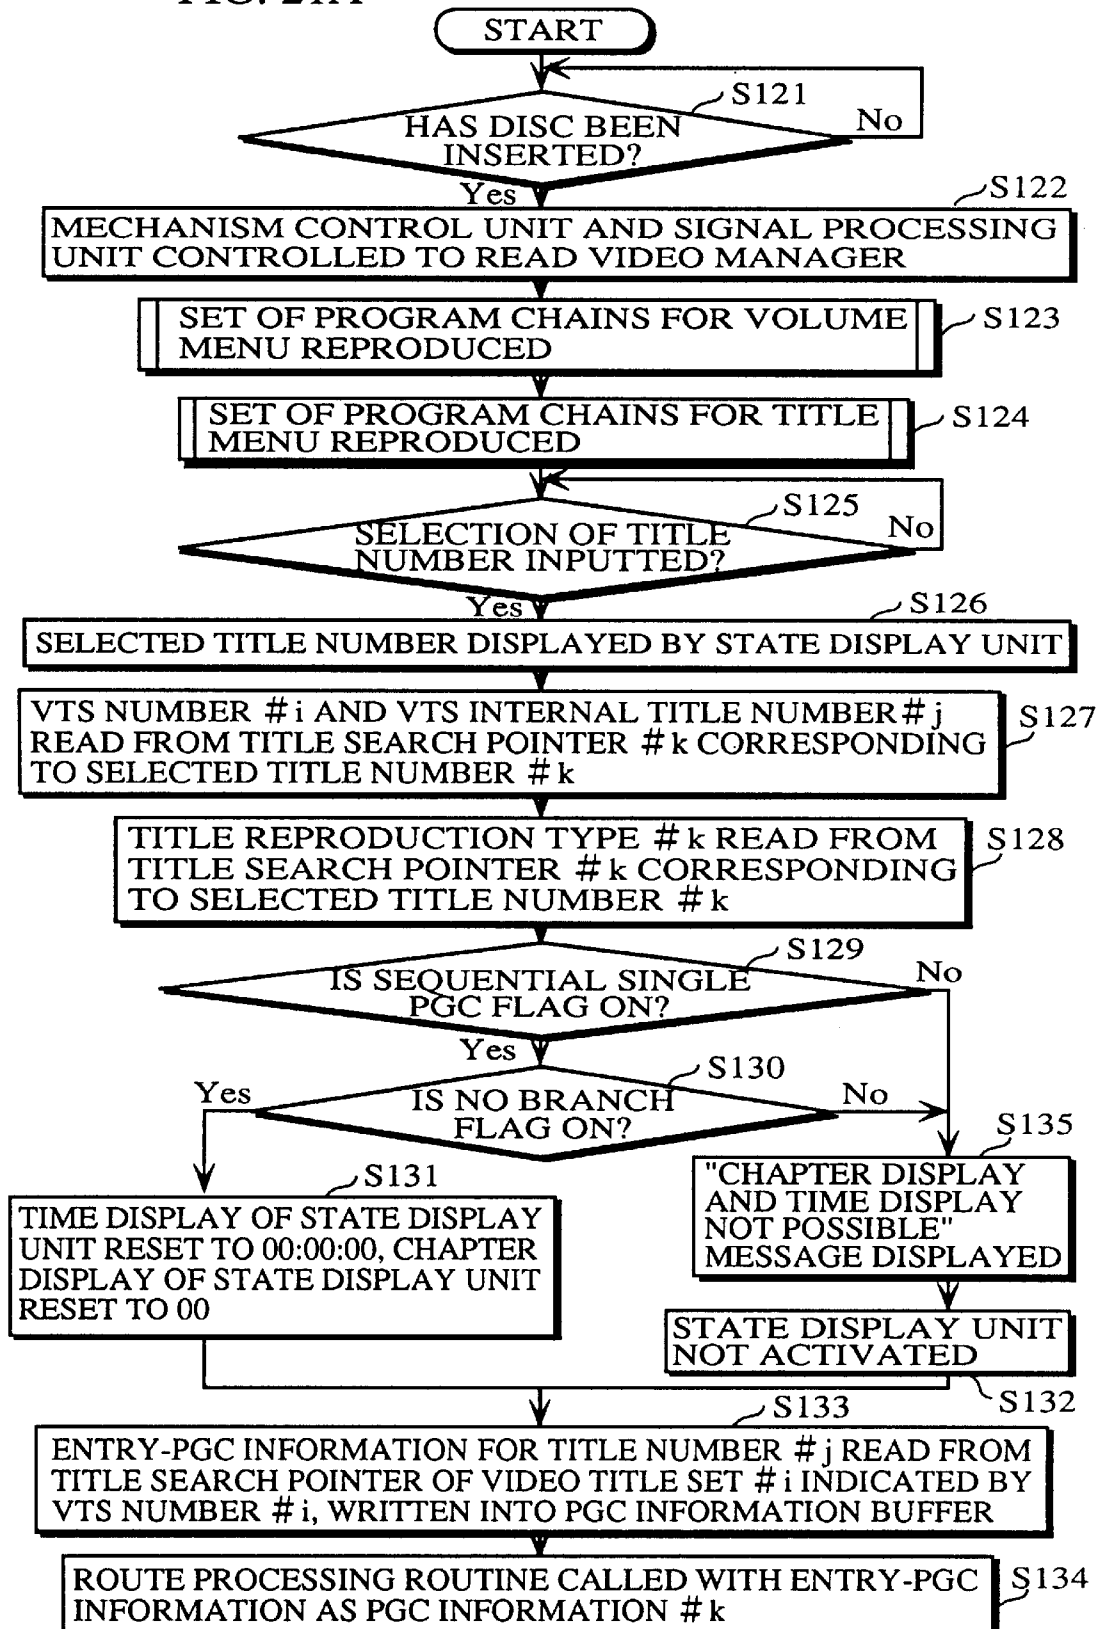 START
S121
HAS DISC BEEN
INSERTED?
No
Yes
S122
MECHANISM CONTROL UNIT AND SIGNAL PROCESSING
UNIT CONTROLLED TO READ VIDEO MANAGER
SET OF PROGRAM CHAINS FOR VOLUME
MENU REPRODUCED
S123
SET OF PROGRAM CHAINS FOR TITLE
MENU REPRODUCED
S124
S125
SELECTION OF TITLE
NUMBER INPUTTED?
No
Yes
S126
SELECTED TITLE NUMBER DISPLAYED BY STATE DISPLAY UNIT
VTS NUMBER #i AND VTS INTERNAL TITLE NUMBER #j
READ FROM TITLE SEARCH POINTER #k CORRESPONDING
TO SELECTED TITLE NUMBER #k
S127
TITLE REPRODUCTION TYPE #k READ FROM
TITLE SEARCH POINTER #k CORRESPONDING
TO SELECTED TITLE NUMBER #k
S128
S129
IS SEQUENTIAL SINGLE
PGC FLAG ON?
No
Yes
S130
Yes
IS NO BRANCH
FLAG ON?
No
S135
"CHAPTER DISPLAY
AND TIME DISPLAY
NOT POSSIBLE"
MESSAGE DISPLAYED
S131
TIME DISPLAY OF STATE DISPLAY
UNIT RESET TO 00:00:00, CHAPTER
DISPLAY OF STATE DISPLAY UNIT
RESET TO 00
STATE DISPLAY UNIT
NOT ACTIVATED
S132
S133
ENTRY-PGC INFORMATION FOR TITLE NUMBER #j READ FROM
TITLE SEARCH POINTER OF VIDEO TITLE SET #i INDICATED BY
VTS NUMBER #i, WRITTEN INTO PGC INFORMATION BUFFER
ROUTE PROCESSING ROUTINE CALLED WITH ENTRY-PGC
INFORMATION AS PGC INFORMATION #k
S134